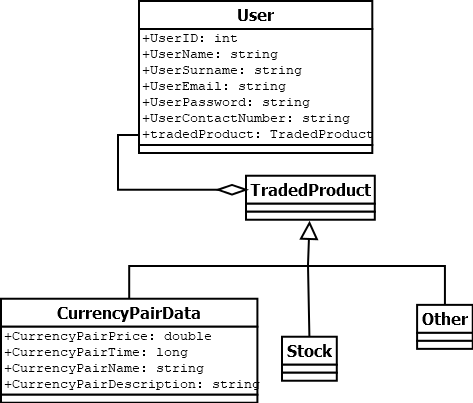 User
+UserID: int
+UserName: string
+UserSurname: string
+UserEmail: string
+UserPassword: string
+UserContactNumber: string
+tradedProduct: TradedProduct
TradedProduct
CurrencyPairData
+CurrencyPairPrice: double
+CurrencyPairTime: long
+CurrencyPairName: string
+CurrencyPairDescription: string
Stock
Other